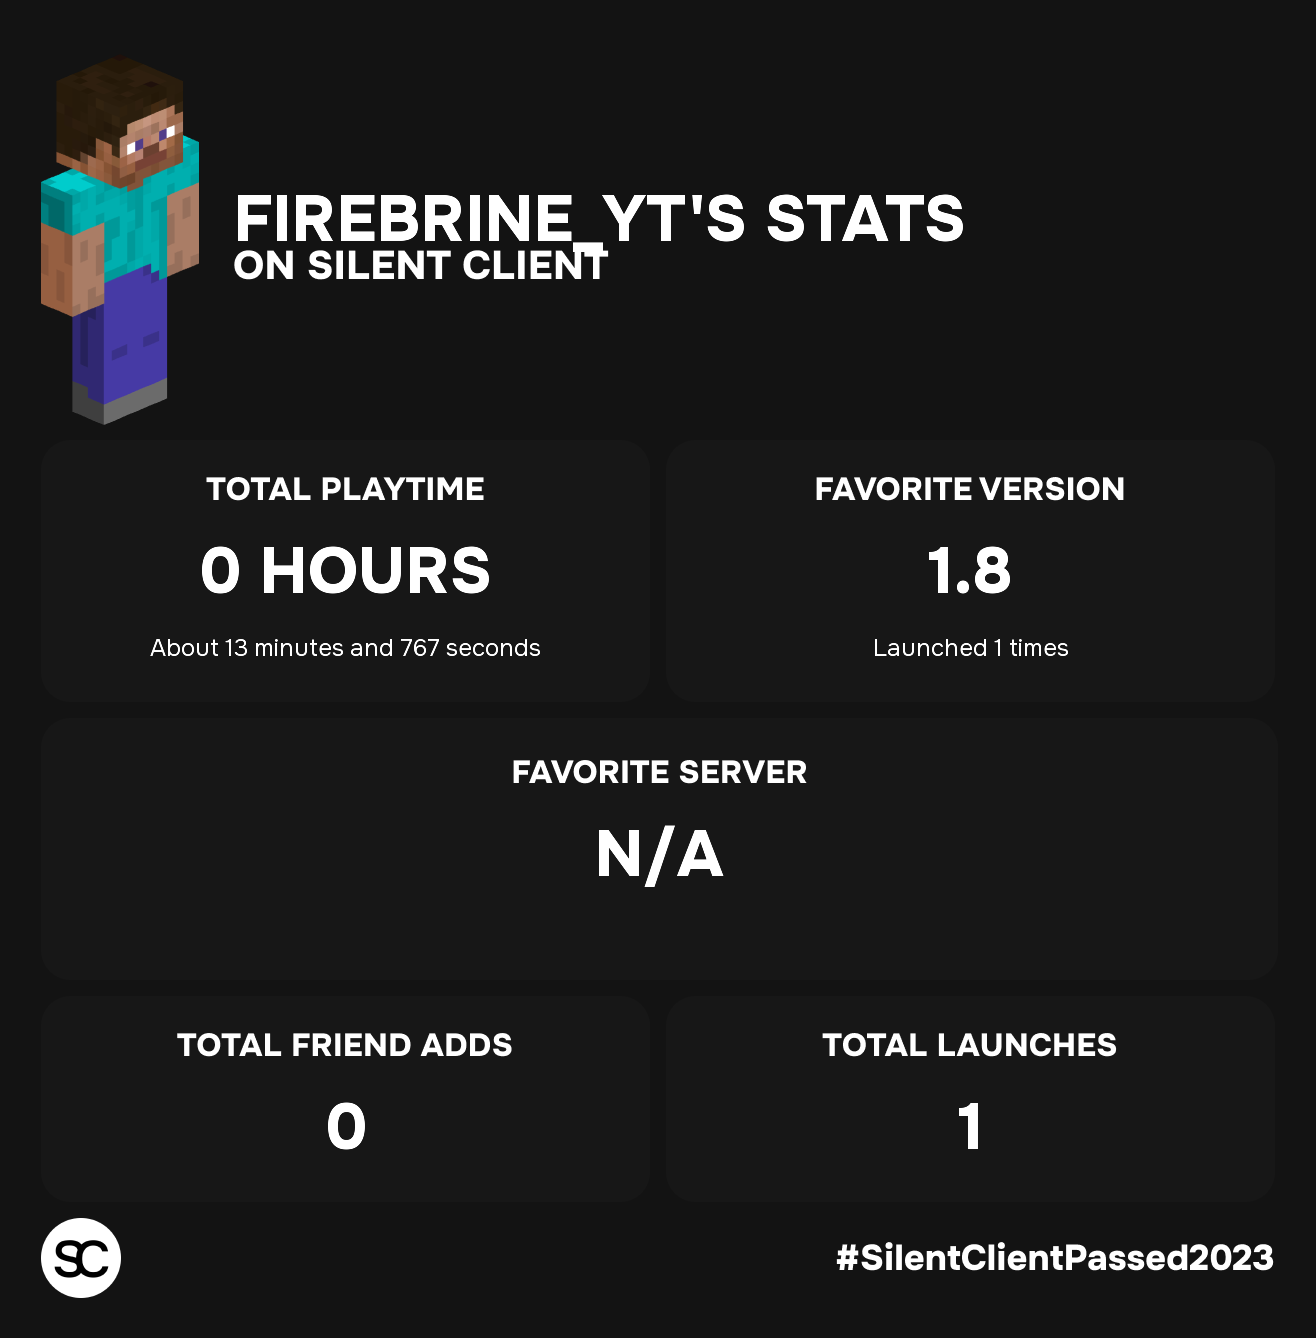 FIREBRINE_YT'S STATS
ON SILENT CLIENT
TOTAL PLAYTIME
0 HOURS
About 13 minutes and 767 seconds
FAVORITE VERSION
1.8
Launched 1 times
FAVORITE SERVER
N/A
TOTAL FRIEND ADDS
0
TOTAL LAUNCHES
1
SC
#SilentClientPassed2023